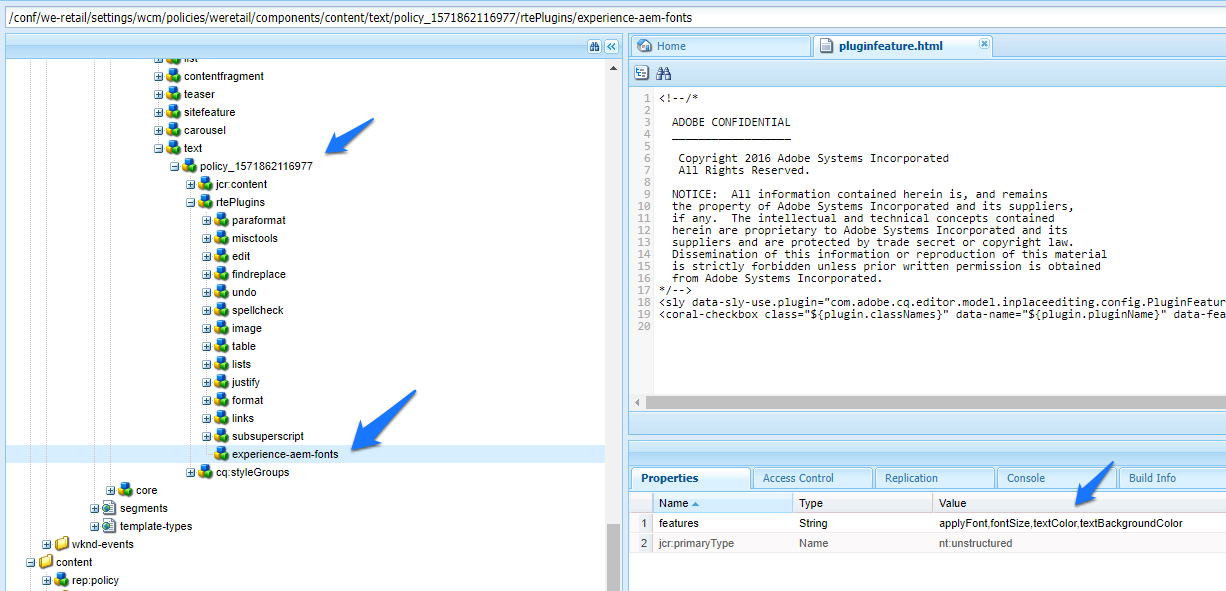 /conf/we-retail/settings/wcm/policies/weretail/components/content/text/policy_1571862116977/rtePlugins/experience-aem-fonts
list
contentfragment
teaser
sitefeature
carousel
text
policy_1571862116977
jcr:content
rtePlugins
paraformat
misctools
edit
findreplace
undo
spellcheck
image
table
lists
justify
format
links
subsuperscript
experience-aem-fonts
cq:styleGroups
core
segments
template-types
wknd-events
content
rep:policy
Home
pluginfeature.html
1 <!--/*
2
3 ADOBE CONFIDENTIAL
4 ___________________
5
6 Copyright 2016 Adobe Systems Incorporated
7 All Rights Reserved.
8
9 NOTICE: All information contained herein is, and remains
10 the property of Adobe Systems Incorporated and its suppliers,
11 if any. The intellectual and technical concepts contained
12 herein are proprietary to Adobe Systems Incorporated and its
13 suppliers and are protected by trade secret or copyright law.
14 Dissemination of this information or reproduction of this material
15 is strictly forbidden unless prior written permission is obtained
16 from Adobe Systems Incorporated.
17 */-->
18 <sly data-sly-use.plugin="com.adobe.cq.editor.model.inplaceediting.config.PluginFeatur
19 <coral-checkbox class="${plugin.classNames}" data-name="${plugin.pluginName}" data-fea
20
Properties Access Control Replication Console Build Info
Name Type Value
1 features String applyFont,fontSize,textColor,textBackgroundColor
2 jcr:primaryType Name nt:unstructured